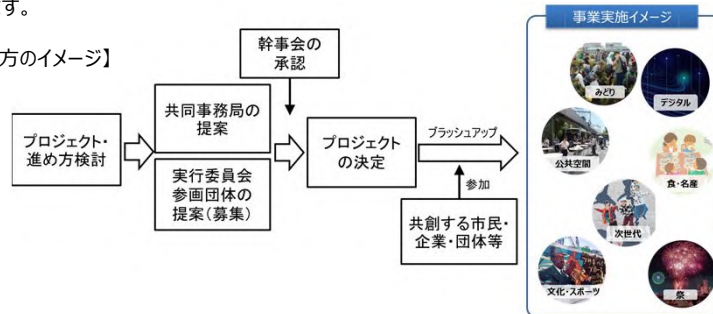 す。
方のイメージ】
幹事会の
承認
プロジェクト・
進め方検討
共同事務局の
提案
実行委員会
参画団体の
提案(募集)
プロジェクト
の決定
ブラッシュアップ
参加
共創する市民・
企業・団体等
事業実施イメージ
みどり
デジタル
公共空間
食・名産
次世代
文化・スポーツ
祭